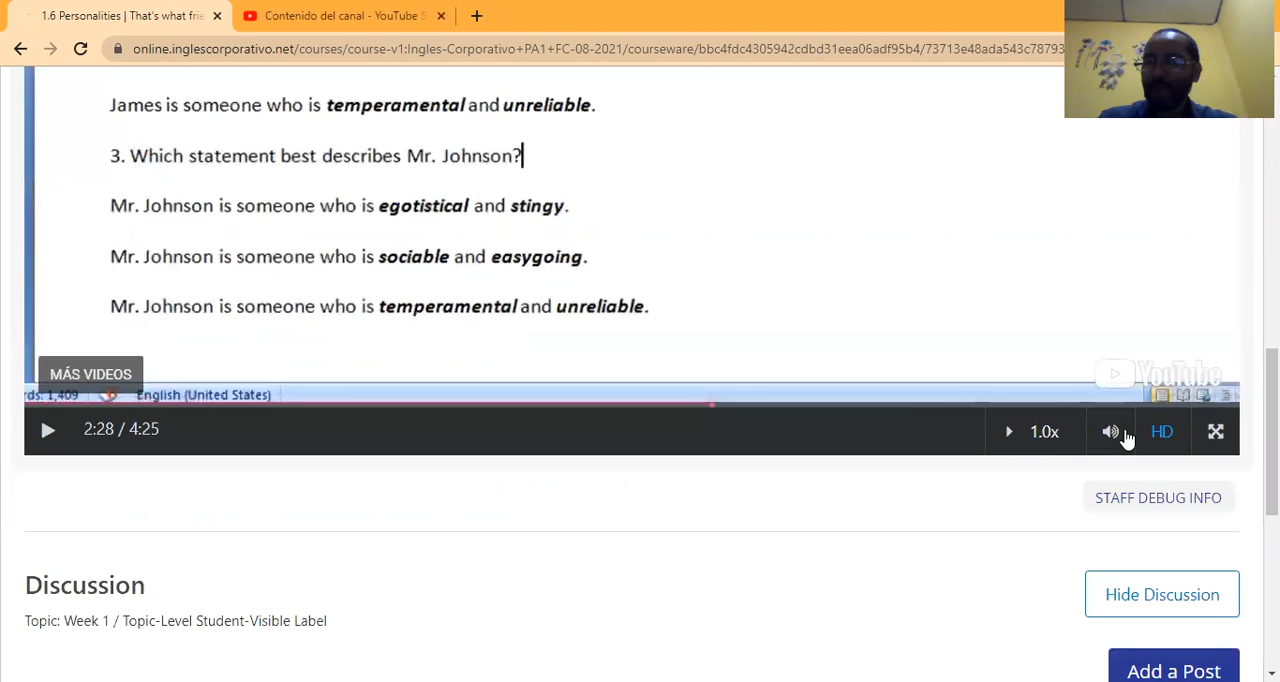 1.6 Personalities | That's what frie
Contenido del canal - YouTube S
online.inglescorporativo.net/courses/course-v1:Ingles-Corporativo+PA1+FC-08-2021/courseware/bbc4fdc4305942cdbd31eea06adf95b4/73713e48ada543c78793
James is someone who is temperamental and unreliable.
3. Which statement best describes Mr. Johnson?
Mr. Johnson is someone who is egotistical and stingy.
Mr. Johnson is someone who is sociable and easygoing.
Mr. Johnson is someone who is temperamental and unreliable.
MÁS VIDEOS
YouTube
rds: 1,409 English (United States)
2:28 / 4:25
1.0x
HD
STAFF DEBUG INFO
Discussion
Hide Discussion
Topic: Week 1 / Topic-Level Student-Visible Label
Add a Post